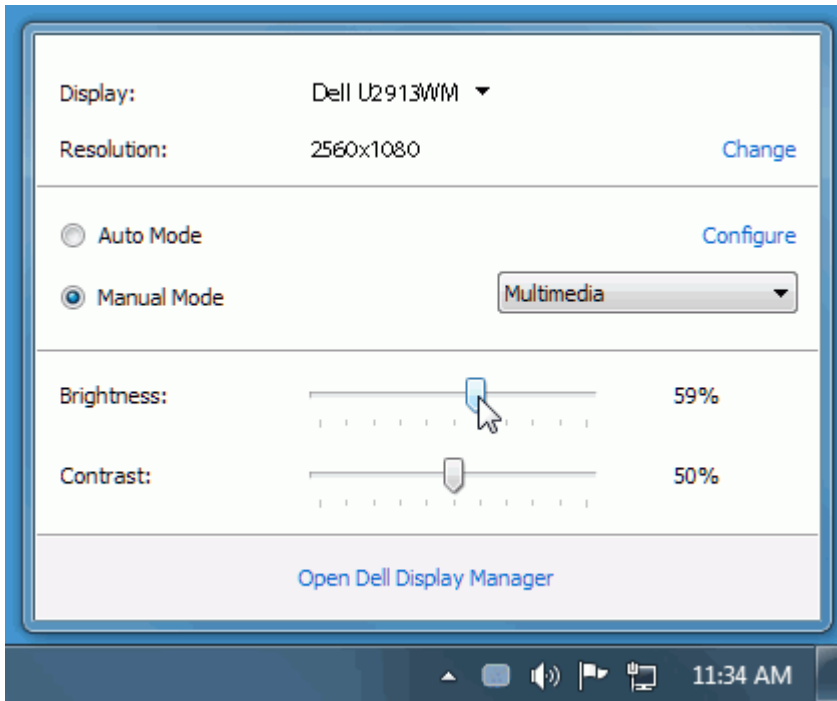 Display: Dell U2913WM
Resolution: 2560x1080 Change
Auto Mode Configure
Manual Mode Multimedia
Brightness: 59%
Contrast: 50%
Open Dell Display Manager
11:34 AM